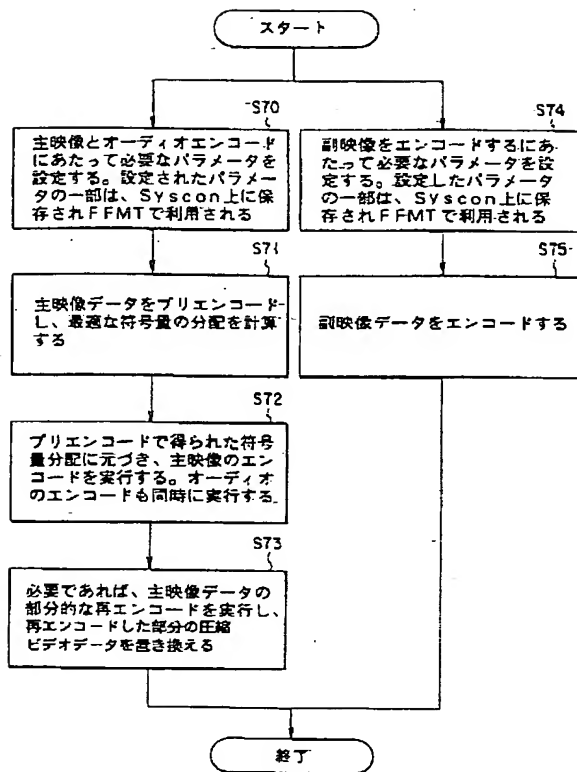 スタート
S70
主映像とオーディオエンコード
にあたって必要なパラメータを
設定する。設定されたパラメー
タの一部は、Syscon上に保
存されFFMTで利用される
S71
主映像データをプリエンコード
し、最適な符号量の分配を計算
する
S72
プリエンコードで得られた符号
量分配に元づき、主映像のエン
コードを実行する。オーディオ
のエンコードも同時に実行する
S73
必要であれば、主映像データの
部分的な再エンコードを実行し、
再エンコードした部分の圧縮
ビデオデータを置き換える
S74
副映像をエンコードするにあ
たって必要なパラメータを設
定する。設定したパラメータ
の一部は、Syscon上に保
存されFFMTで利用される
S75
副映像データをエンコードする
終了